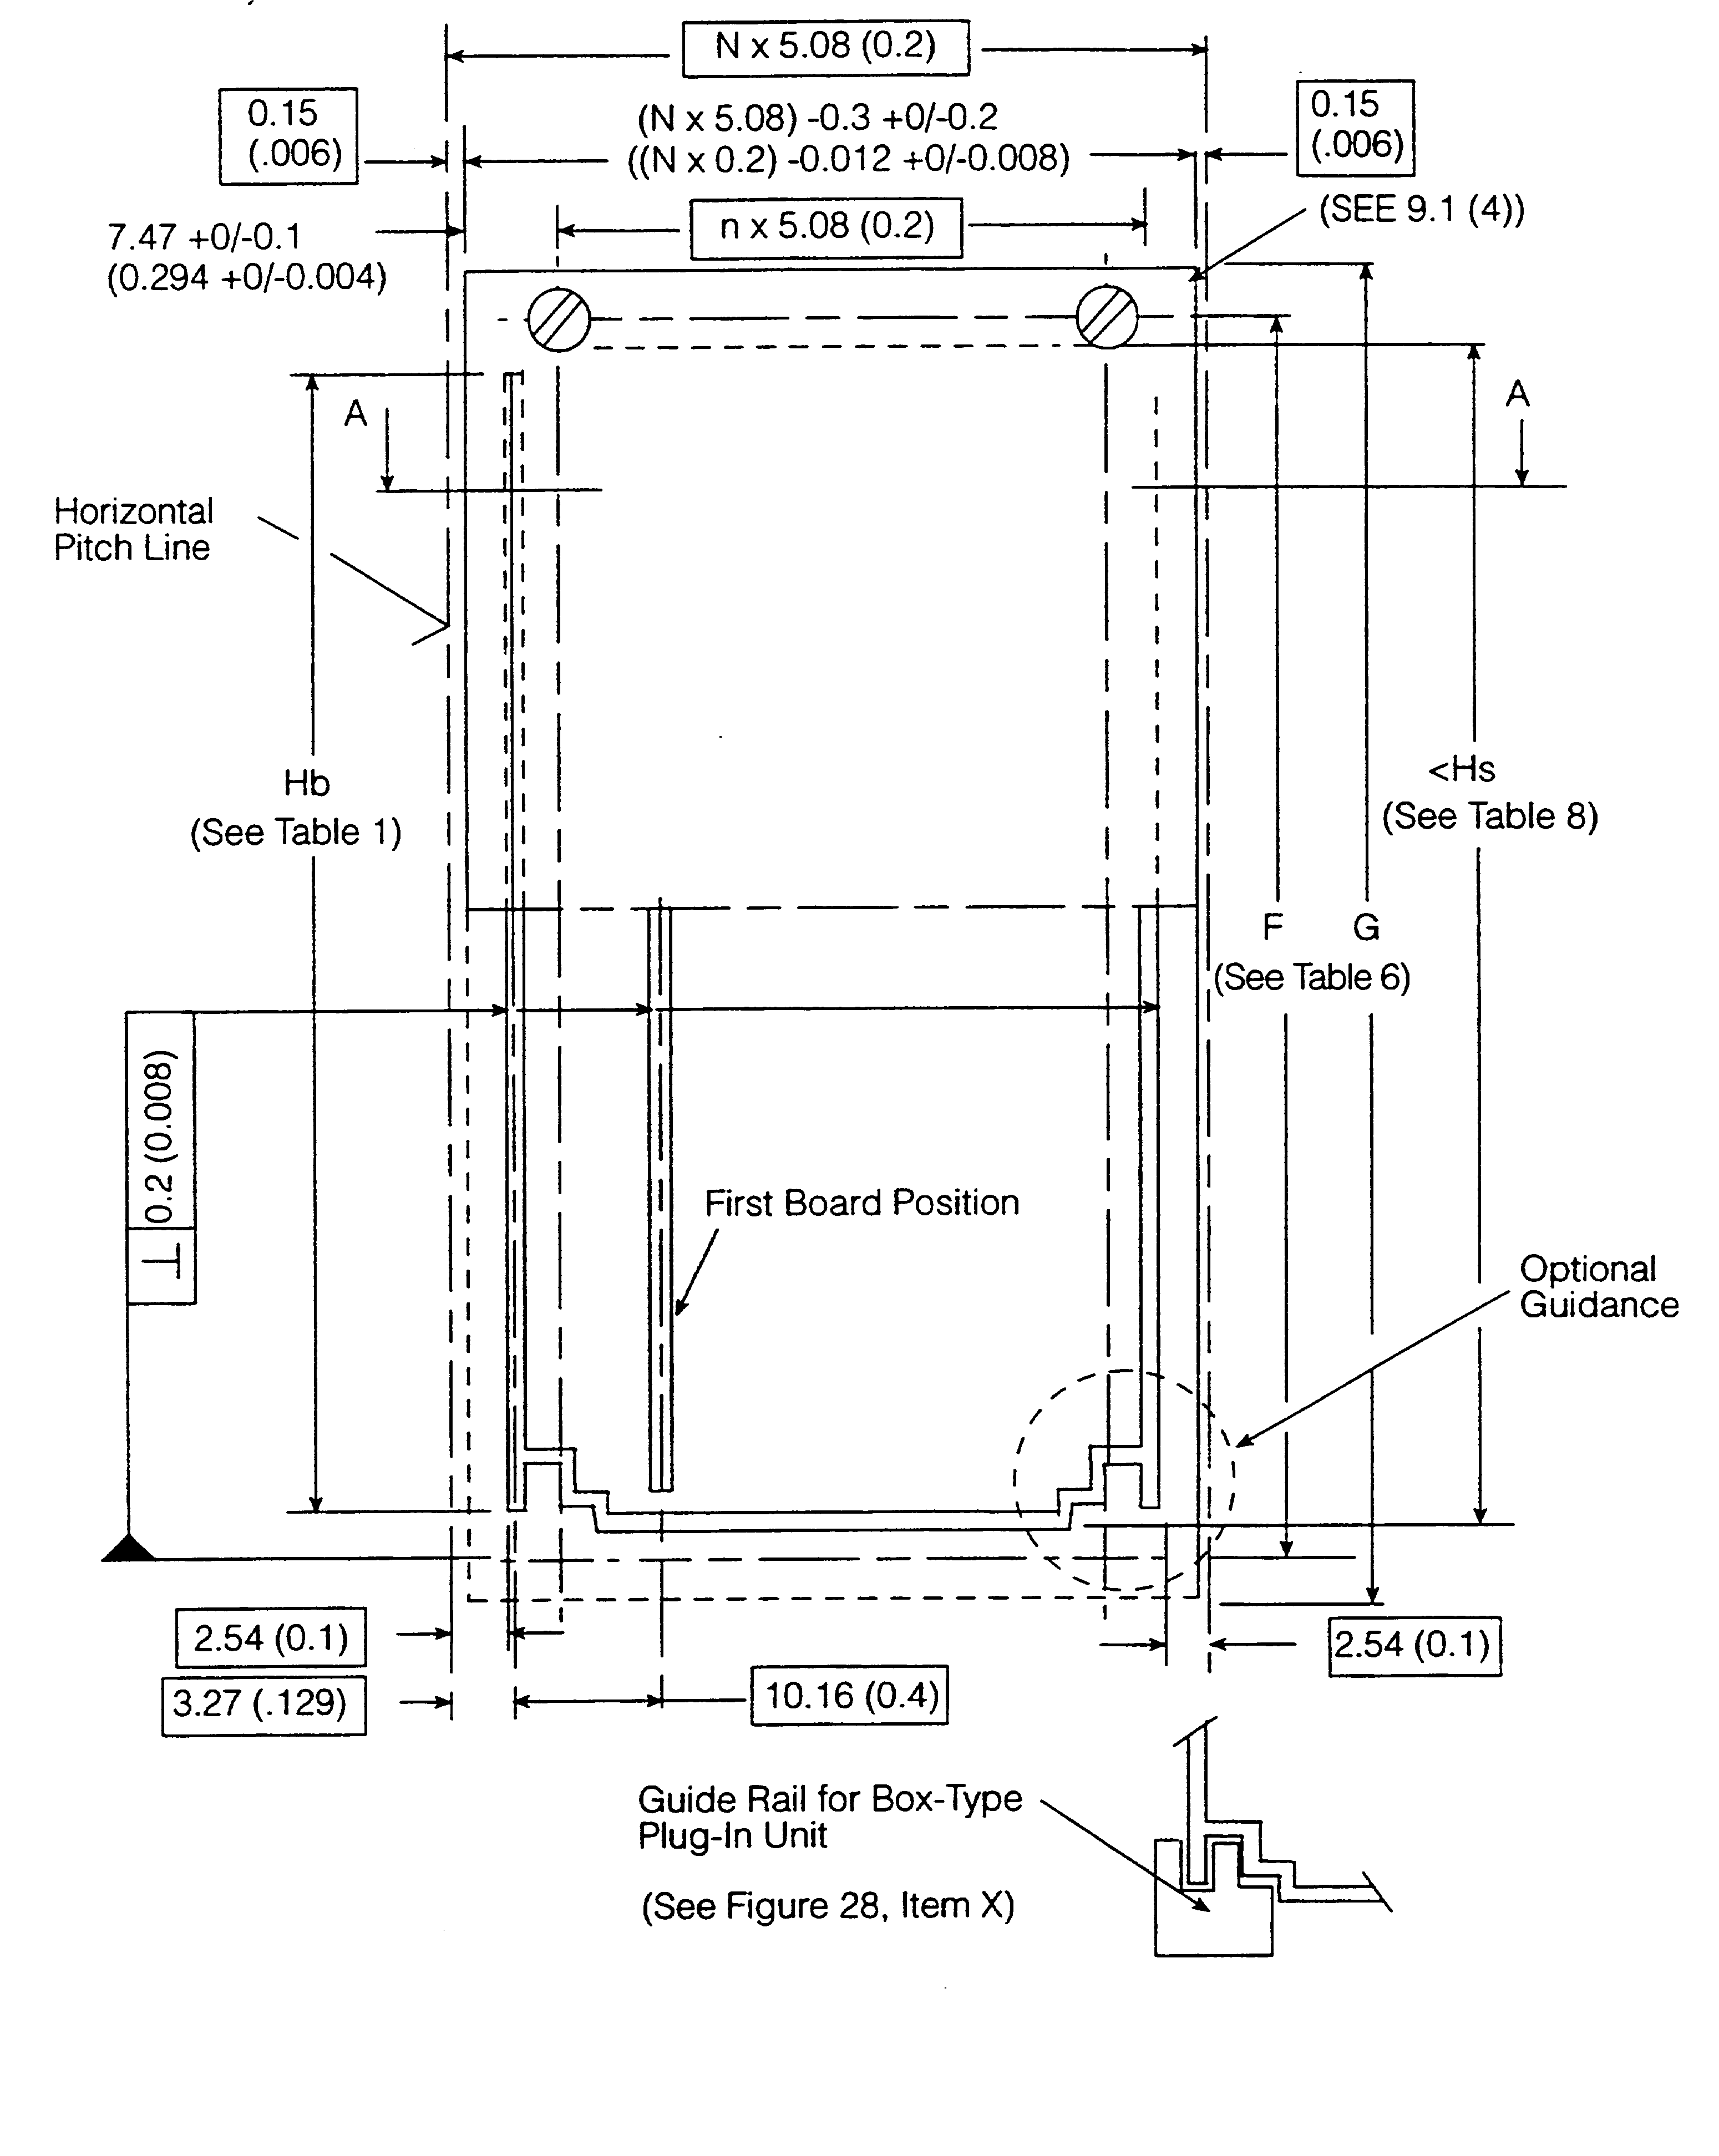 N x 5.08 (0.2)
0.15
(.006)
(N x 5.08) -0.3 +0/-0.2
((N x 0.2) -0.012 +0/-0.008)
0.15
(.006)
7.47 +0/-0.1
(0.294 +0/-0.004)
n x 5.08 (0.2)
(SEE 9.1 (4))
A
A
Horizontal
Pitch Line
Hb
(See Table 1)
<Hs
(See Table 8)
F
G
(See Table 6)
⊥ 0.2 (0.008)
First Board Position
Optional
Guidance
2.54 (0.1)
2.54 (0.1)
3.27 (.129)
10.16 (0.4)
Guide Rail for Box-Type
Plug-In Unit
(See Figure 28, Item X)